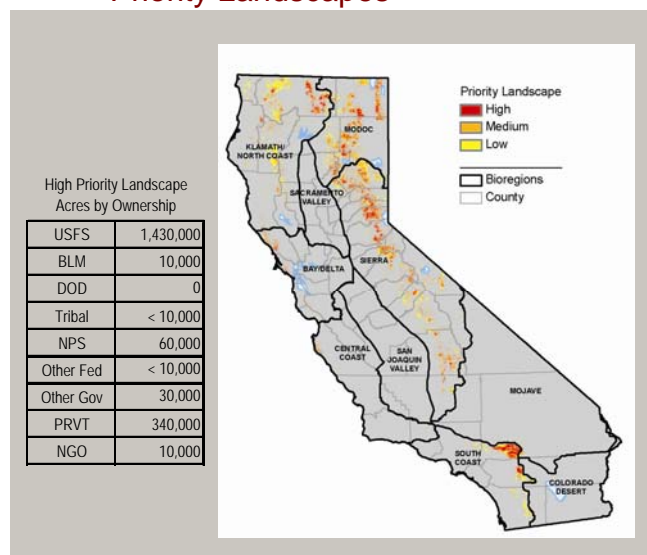 Priority Landscapes
High Priority Landscape
Acres by Ownership
USFS 1,430,000
BLM 10,000
DOD 0
Tribal < 10,000
NPS 60,000
Other Fed < 10,000
Other Gov 30,000
PRVT 340,000
NGO 10,000
Priority Landscape
High
Medium
Low
Bioregions
County
MODOC
KLAMATH/
NORTH COAST
SACRAMENTO
VALLEY
BAY/DELTA
SIERRA
CENTRAL
COAST
SAN
JOAQUIN
VALLEY
MOJAVE
SOUTH
COAST
COLORADO
DESERT